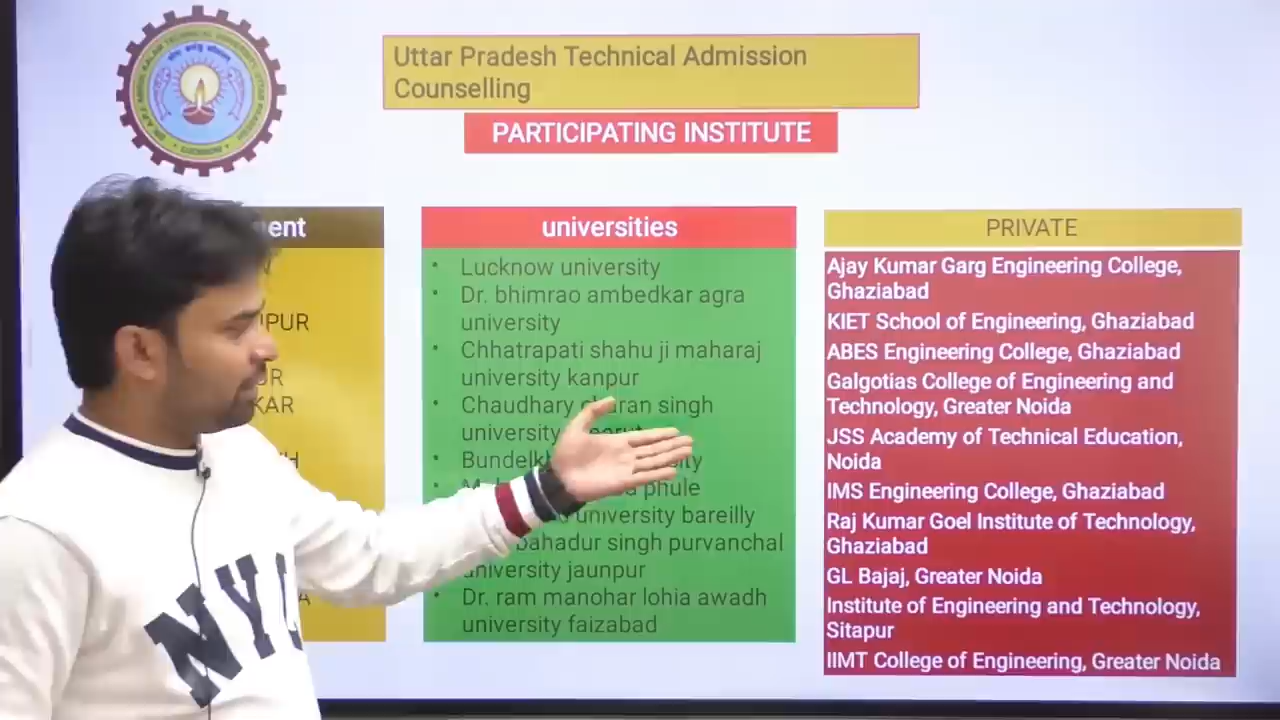 Uttar Pradesh Technical Admission
Counselling
PARTICIPATING INSTITUTE
universities
• Lucknow university
• Dr. bhimrao ambedkar agra
university
• Chhatrapati shahu ji maharaj
university kanpur
• Chaudhary charan singh
university
•
• phule
university bareilly
bahadur singh purvanchal
university jaunpur
• Dr. ram manohar lohia awadh
university faizabad
PRIVATE
Ajay Kumar Garg Engineering College,
Ghaziabad
KIET School of Engineering, Ghaziabad
ABES Engineering College, Ghaziabad
Galgotias College of Engineering and
Technology, Greater Noida
JSS Academy of Technical Education,
Noida
IMS Engineering College, Ghaziabad
Raj Kumar Goel Institute of Technology,
Ghaziabad
GL Bajaj, Greater Noida
Institute of Engineering and Technology,
Sitapur
IIMT College of Engineering, Greater Noida
NYC